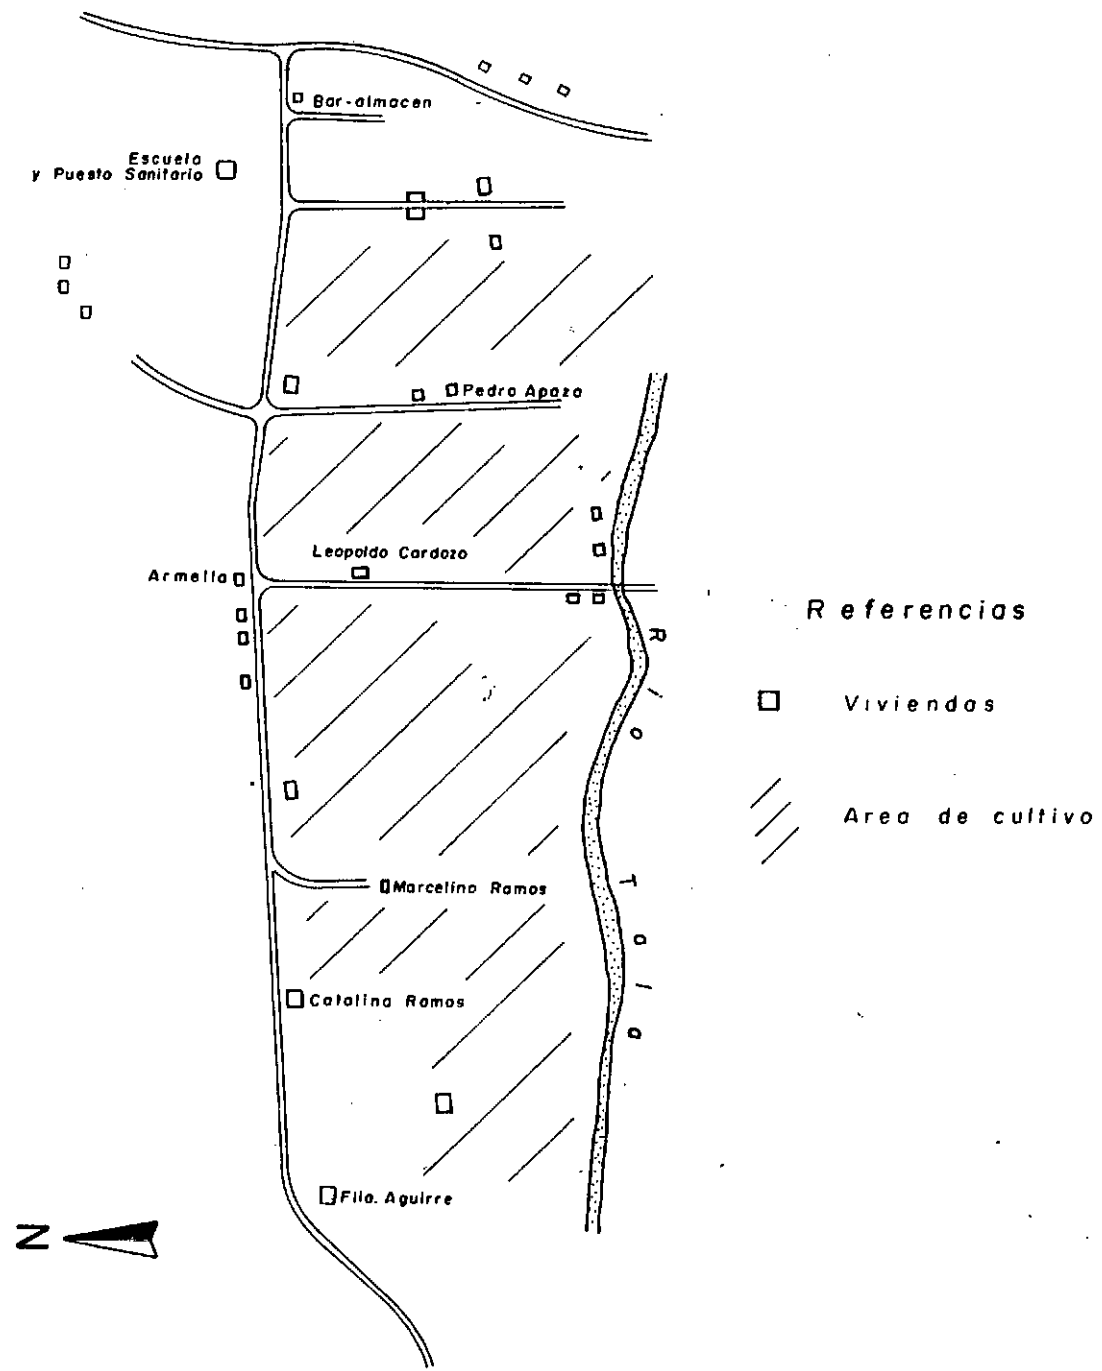 Bar-almacen
Escuela
y Puesto Sanitario
Pedro Apaza
Leopoldo Cardozo
Armella
Referencias
Río Tala
Viviendas
Area de cultivo
Marcelino Ramos
Catalina Ramos
Flia. Aguirre
N